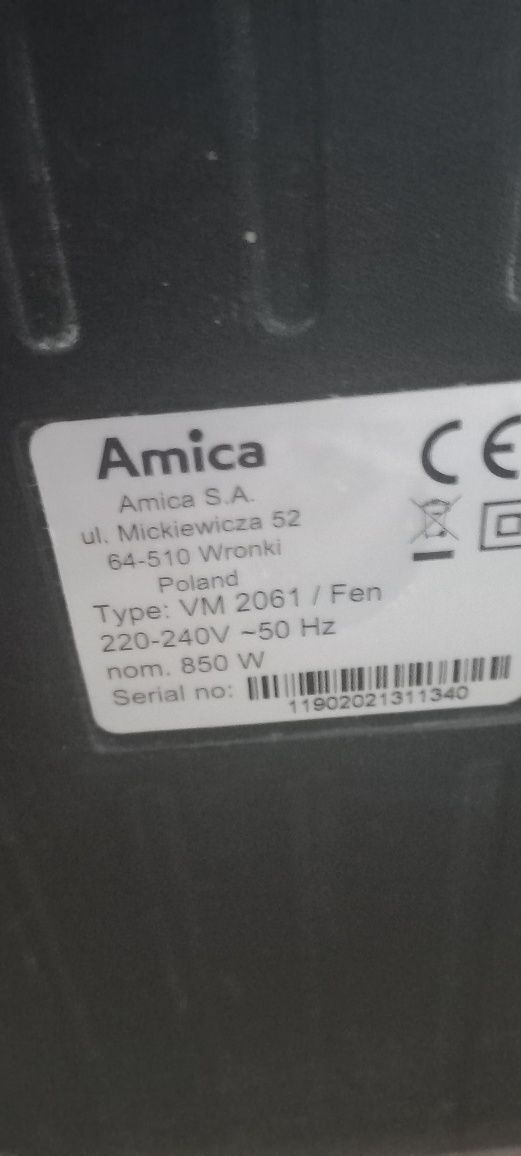 Amica
CE
Amica S.A.
ul. Mickiewicza 52
64-510 Wronki
Poland
Type: VM 2061 / Fen
220-240V ~50 Hz
nom. 850 W
Serial no:
11902021311340